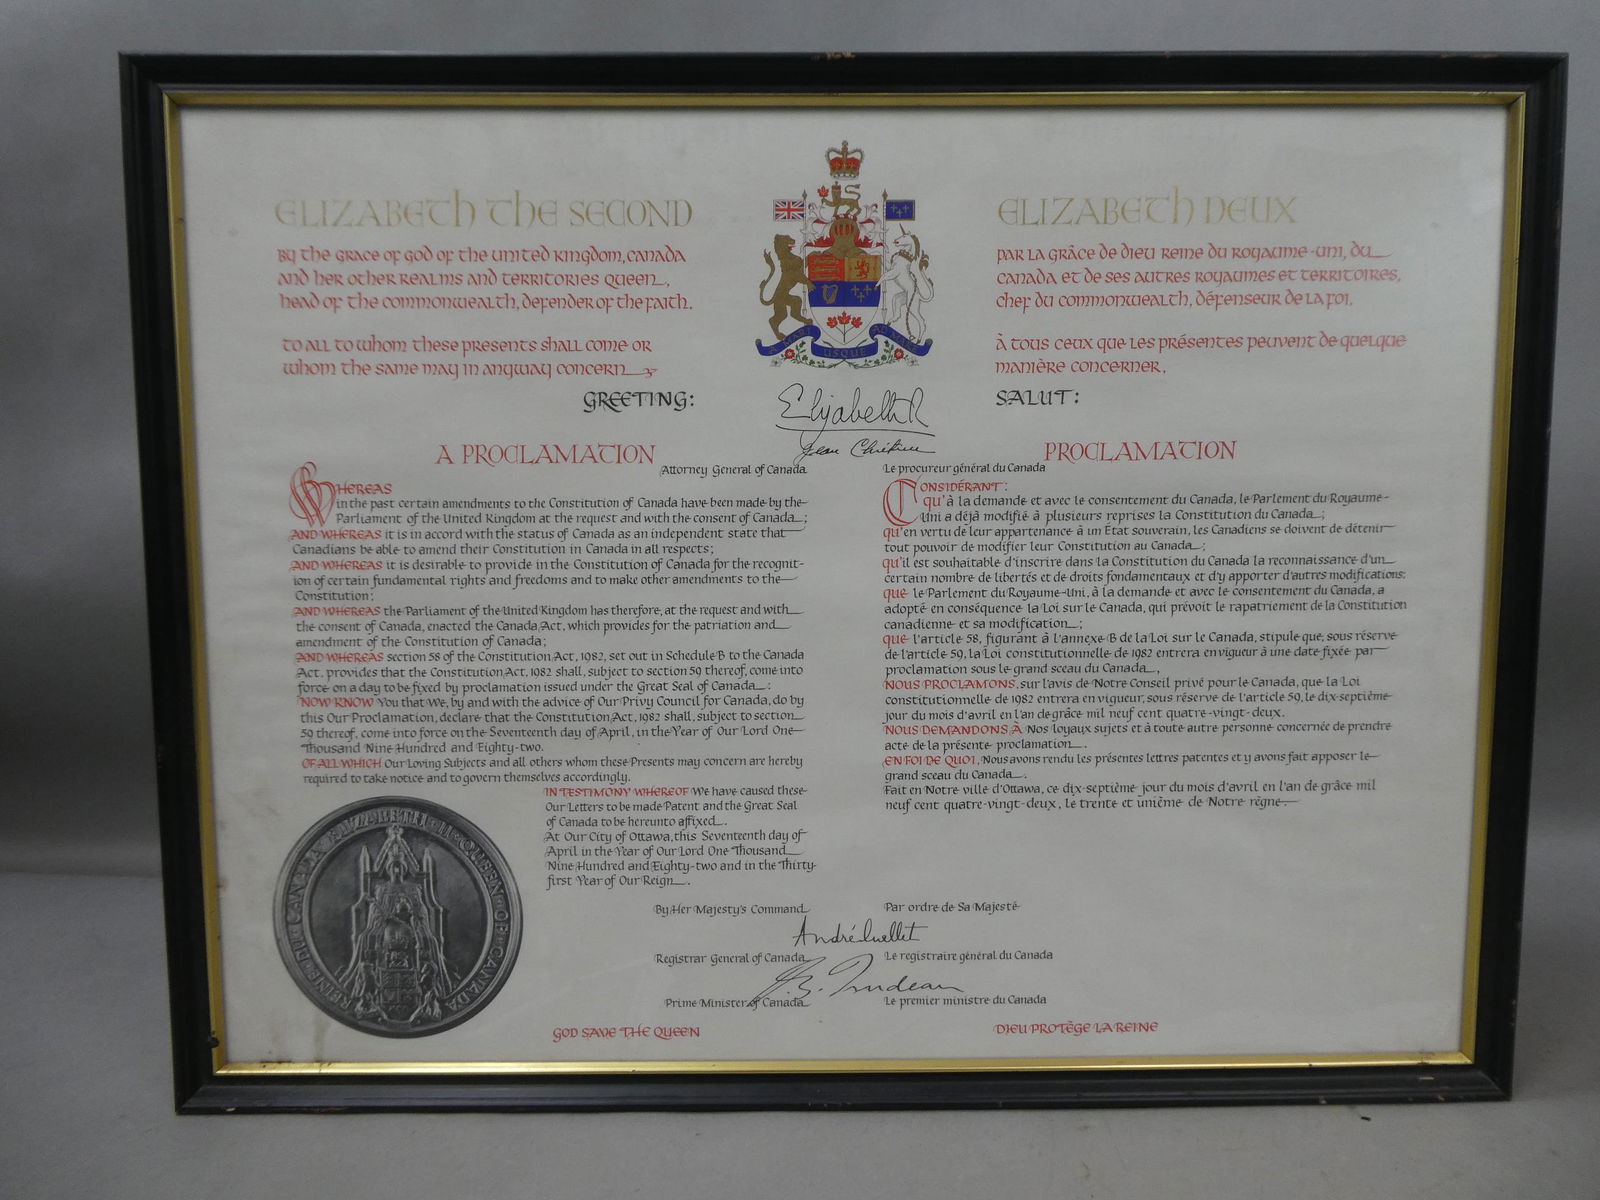 ELIZABETH THE SECOND
BY THE GRACE OF GOD OF THE UNITED KINGDOM, CANADA
AND HER OTHER REALMS AND TERRITORIES QUEEN,
HEAD OF THE COMMONWEALTH, DEFENDER OF THE FAITH.
TO ALL TO WHOM THESE PRESENTS SHALL COME OR
WHOM THE SAME MAY IN ANYWAY CONCERN
GREETING:
A MARI USQUE AD MARE
ELIZABETH DEUX
PAR LA GRÂCE DE DIEU REINE DU ROYAUME-UNI, DU
CANADA ET DE SES AUTRES ROYAUMES ET TERRITOIRES,
CHEF DU COMMONWEALTH, DÉFENSEUR DE LA FOI,
À TOUS CEUX QUE LES PRÉSENTES PEUVENT DE QUELQUE
MANIÈRE CONCERNER,
SALUT:
Elizabeth R
Jean Chrétien
A PROCLAMATION
Attorney General of Canada
WHEREAS
in the past certain amendments to the Constitution of Canada have been made by the
Parliament of the United Kingdom at the request and with the consent of Canada;
AND WHEREAS it is in accord with the status of Canada as an independent state that
Canadians be able to amend their Constitution in Canada in all respects;
AND WHEREAS it is desirable to provide in the Constitution of Canada for the recognit-
ion of certain fundamental rights and freedoms and to make other amendments to the
Constitution;
AND WHEREAS the Parliament of the United Kingdom has therefore, at the request and with
the consent of Canada, enacted the Canada Act, which provides for the patriation and
amendment of the Constitution of Canada;
AND WHEREAS section 58 of the Constitution Act, 1982, set out in Schedule B to the Canada
Act, provides that the Constitution Act, 1982 shall, subject to section 59 thereof, come into
force on a day to be fixed by proclamation issued under the Great Seal of Canada;
NOW KNOW You that We, by and with the advice of Our Privy Council for Canada, do by
this Our Proclamation, declare that the Constitution Act, 1982 shall, subject to section
59 thereof, come into force on the Seventeenth day of April, in the Year of Our Lord One
Thousand Nine Hundred and Eighty-two.
OF ALL WHICH Our Loving Subjects and all others whom these Presents may concern are hereby
required to take notice and to govern themselves accordingly.
IN TESTIMONY WHEREOF We have caused these
Our Letters to be made Patent and the Great Seal
of Canada to be hereunto affixed.
At Our City of Ottawa, this Seventeenth day of
April in the Year of Our Lord One Thousand
Nine Hundred and Eighty-two and in the Thirty-
first Year of Our Reign.
PROCLAMATION
Le procureur général du Canada
CONSIDÉRANT:
qu'à la demande et avec le consentement du Canada, le Parlement du Royaume-
Uni a déjà modifié à plusieurs reprises la Constitution du Canada;
qu'en vertu de leur appartenance à un État souverain, les Canadiens se doivent de détenir
tout pouvoir de modifier leur Constitution au Canada;
qu'il est souhaitable d'inscrire dans la Constitution du Canada la reconnaissance d'un
certain nombre de libertés et de droits fondamentaux et d'y apporter d'autres modifications;
que le Parlement du Royaume-Uni, à la demande et avec le consentement du Canada, a
adopté en conséquence la Loi sur le Canada, qui prévoit le rapatriement de la Constitution
canadienne et sa modification;
que l'article 58, figurant à l'annexe B de la Loi sur le Canada, stipule que, sous réserve
de l'article 59, la Loi constitutionnelle de 1982 entrera en vigueur à une date fixée par
proclamation sous le grand sceau du Canada,
NOUS PROCLAMONS, sur l'avis de Notre Conseil privé pour le Canada, que la Loi
constitutionnelle de 1982 entrera en vigueur, sous réserve de l'article 59, le dix-septième
jour du mois d'avril en l'an de grâce mil neuf cent quatre-vingt-deux.
NOUS DEMANDONS À Nos loyaux sujets et à toute autre personne concernée de prendre
acte de la présente proclamation.
EN FOI DE QUOI, Nous avons rendu les présentes lettres patentes et y avons fait apposer le
grand sceau du Canada.
Fait en Notre ville d'Ottawa, ce dix-septième jour du mois d'avril en l'an de grâce mil
neuf cent quatre-vingt-deux, le trente et unième de Notre règne.
ELIZABETH II QUEEN OF CANADA REINE DU CANADA
By Her Majesty's Command
Par ordre de Sa Majesté
André Ouellet
Registrar General of Canada
Le registraire général du Canada
P. E. Trudeau
Prime Minister of Canada
Le premier ministre du Canada
GOD SAVE THE QUEEN
DIEU PROTÈGE LA REINE